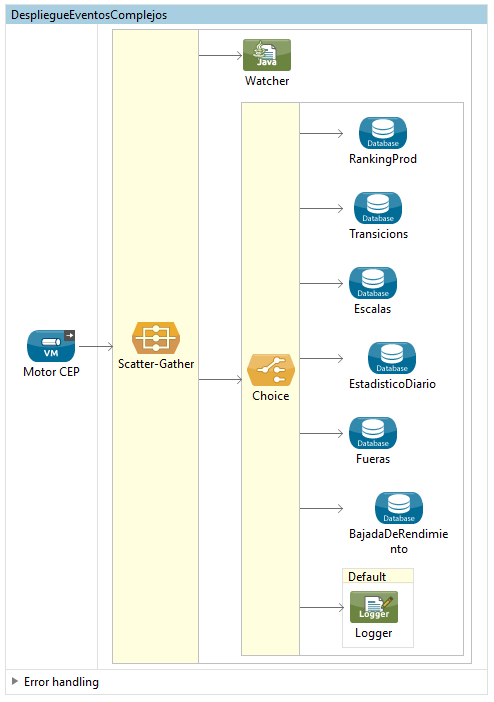 DespliegueEventosComplejos
Java
Watcher
Database
RankingProd
Database
Transicions
Database
Escalas
VM
Motor CEP
Scatter-Gather
Choice
Database
EstadisticoDiario
Database
Fueras
Database
BajadaDeRendimie
nto
Default
Logger
Logger
Error handling